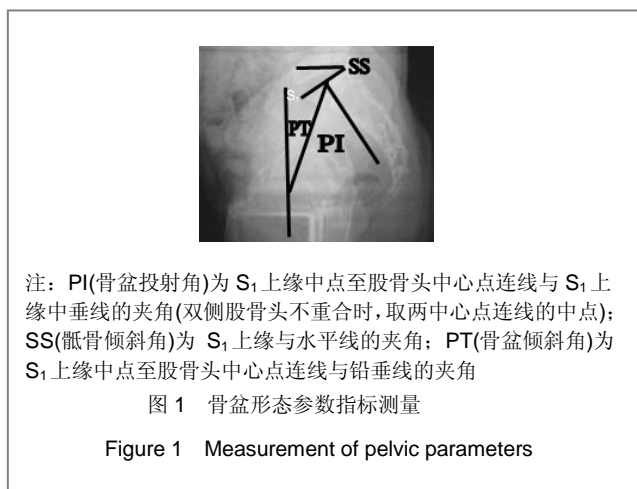 SS
S
PT
PI
注：PI(骨盆投射角)为 S₁上缘中点至股骨头中心点连线与 S₁上
缘中垂线的夹角(双侧股骨头不重合时，取两中心点连线的中点)；
SS(骶骨倾斜角)为 S₁上缘与水平线的夹角；PT(骨盆倾斜角)为
S₁上缘中点至股骨头中心点连线与铅垂线的夹角
图 1 骨盆形态参数指标测量
Figure 1 Measurement of pelvic parameters